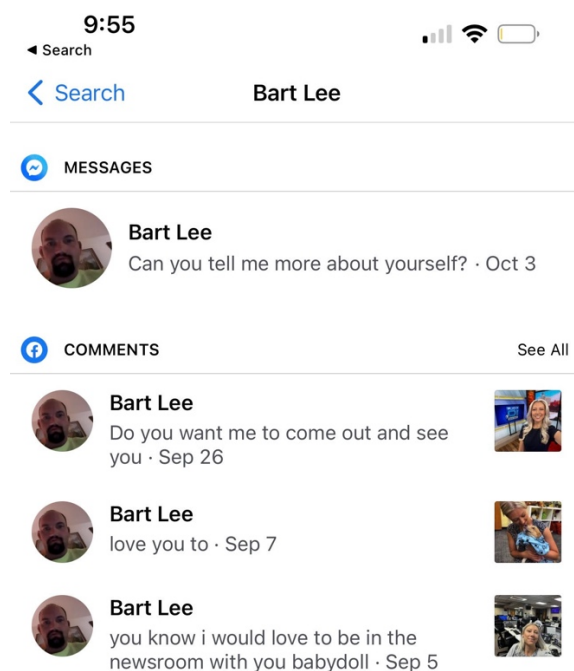 9:55
◀ Search
Search
Bart Lee
MESSAGES
Bart Lee
Can you tell me more about yourself? · Oct 3
COMMENTS
See All
Bart Lee
Do you want me to come out and see
you · Sep 26
Bart Lee
love you to · Sep 7
Bart Lee
you know i would love to be in the
newsroom with you babydoll · Sep 5